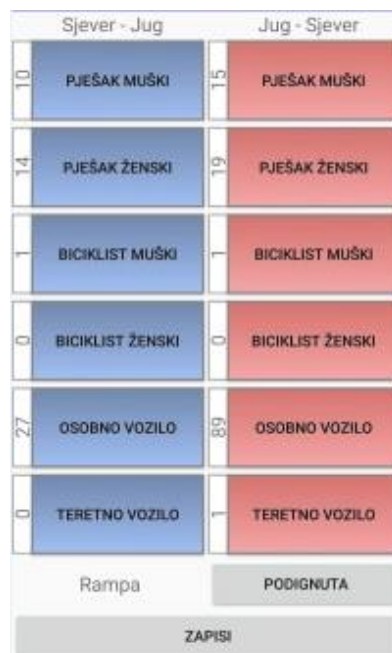 Sjever - Jug Jug - Sjever
10 PJEŠAK MUŠKI 15 PJEŠAK MUŠKI
14 PJEŠAK ŽENSKI 19 PJEŠAK ŽENSKI
1 BICIKLIST MUŠKI 1 BICIKLIST MUŠKI
0 BICIKLIST ŽENSKI 0 BICIKLIST ŽENSKI
27 OSOBNO VOZILO 89 OSOBNO VOZILO
0 TERETNO VOZILO 1 TERETNO VOZILO
Rampa PODIGNUTA
ZAPISI